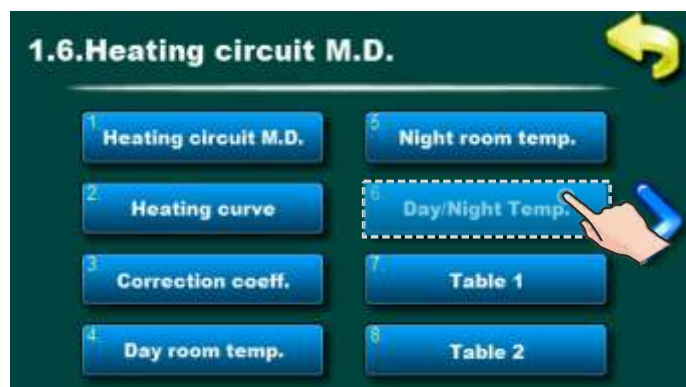 1.6.Heating circuit M.D.
1 Heating circuit M.D.
2. Heating curve
3. Correction coeff.
4. Day room temp.
5. Night room temp.
6. Day/Night Temp.
7. Table 1
8 Table 2